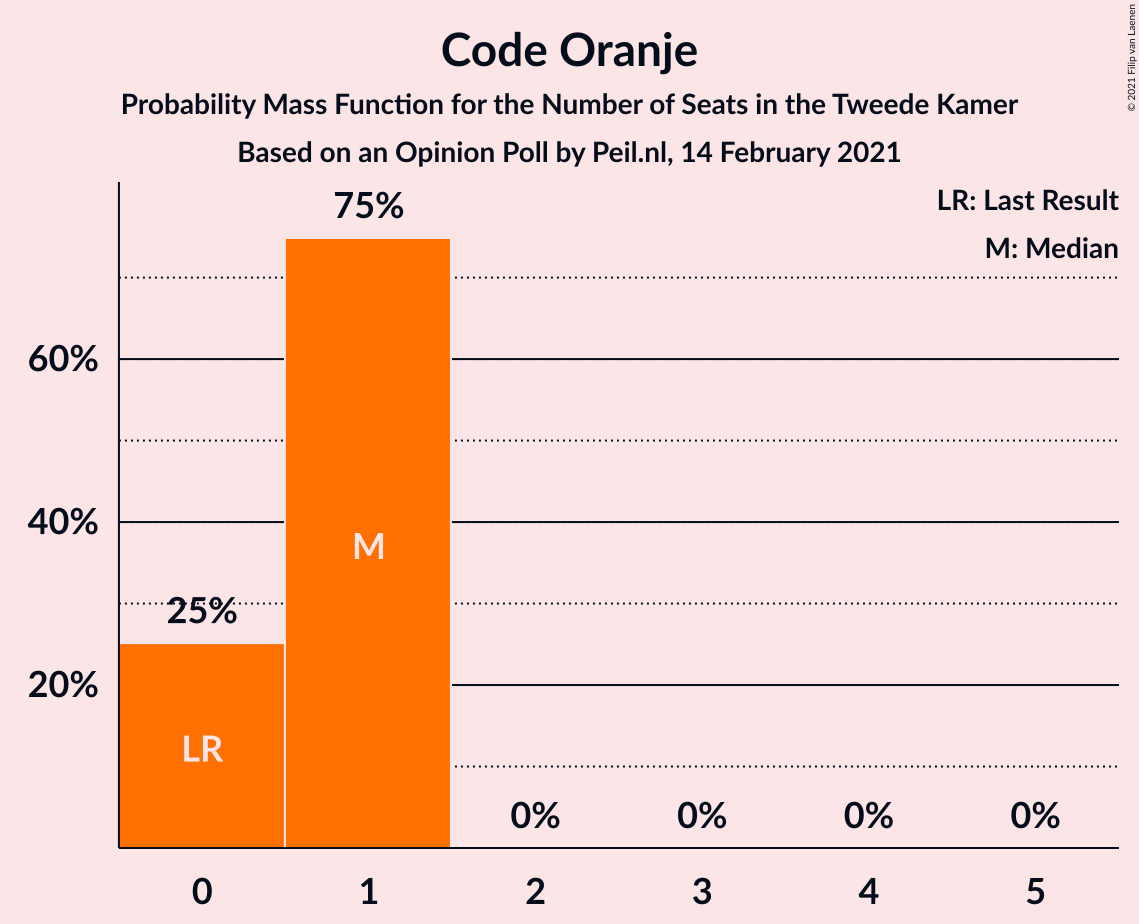 Code Oranje
Probability Mass Function for the Number of Seats in the Tweede Kamer
Based on an Opinion Poll by Peil.nl, 14 February 2021
© 2021 Filip van Laenen
LR: Last Result
M: Median
75%
60%
40%
M
25%
20%
LR
0% 0% 0% 0%
0 1 2 3 4 5